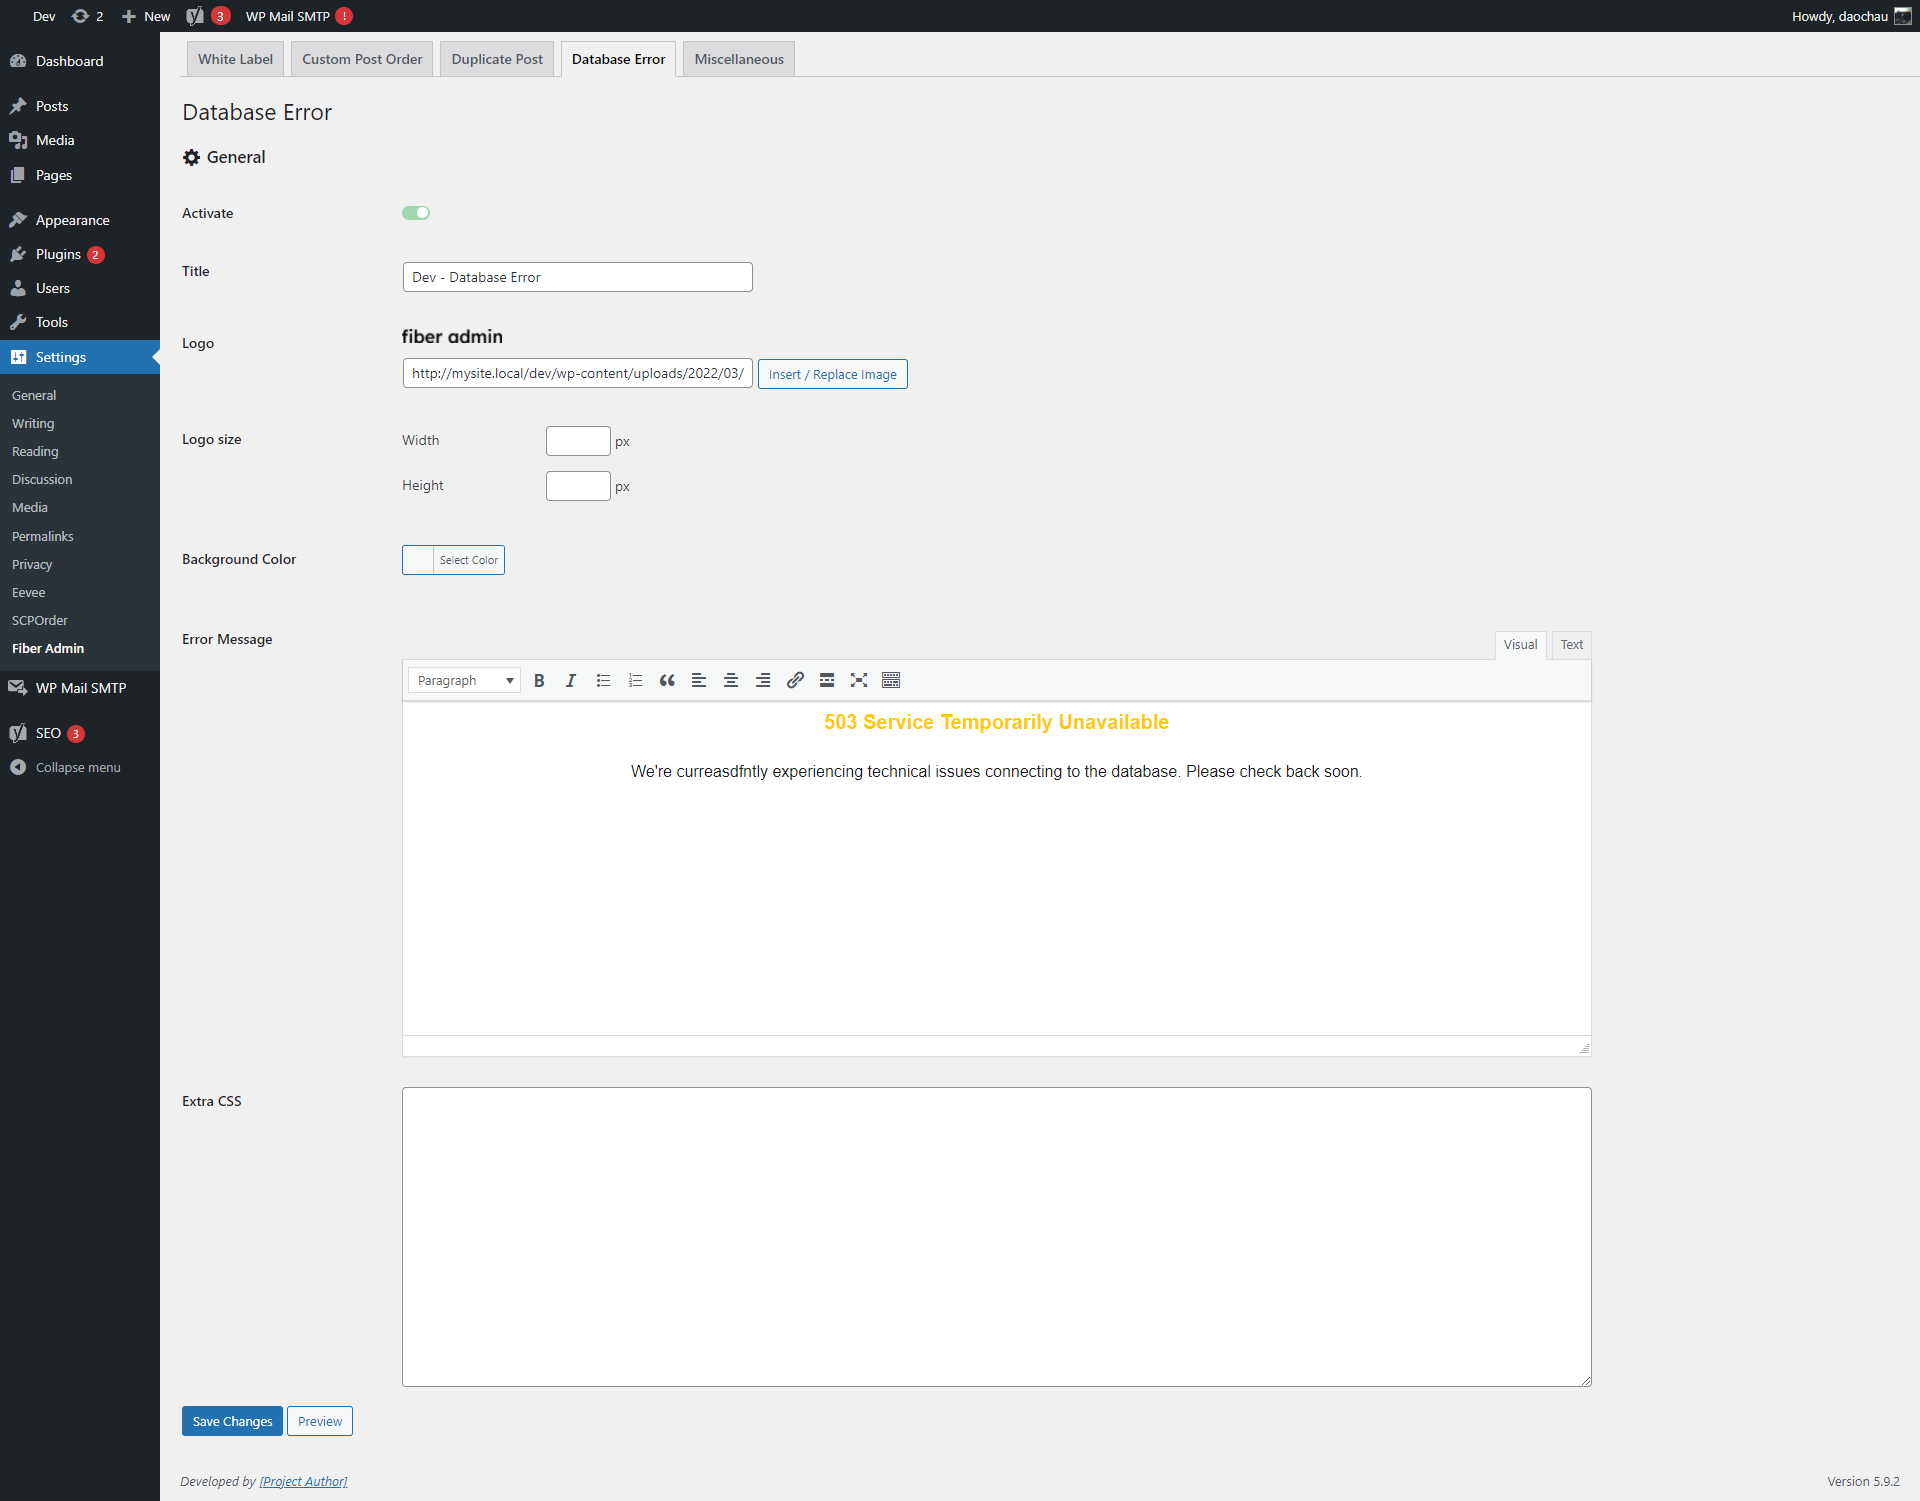 Dev 2 New 3 WP Mail SMTP ! Howdy, daochau
Dashboard
Posts
Media
Pages
Appearance
Plugins 2
Users
Tools
Settings
General
Writing
Reading
Discussion
Media
Permalinks
Privacy
Eevee
SCPOrder
Fiber Admin
WP Mail SMTP
SEO 3
Collapse menu
White Label Custom Post Order Duplicate Post Database Error Miscellaneous
Database Error
General
Activate
Title Dev - Database Error
Logo fiber admin
http://mysite.local/dev/wp-content/uploads/2022/03/ Insert / Replace Image
Logo size Width px
Height px
Background Color Select Color
Error Message Visual Text
Paragraph B I
503 Service Temporarily Unavailable
We're curreasdfntly experiencing technical issues connecting to the database. Please check back soon.
Extra CSS
Save Changes Preview
Developed by [Project Author] Version 5.9.2